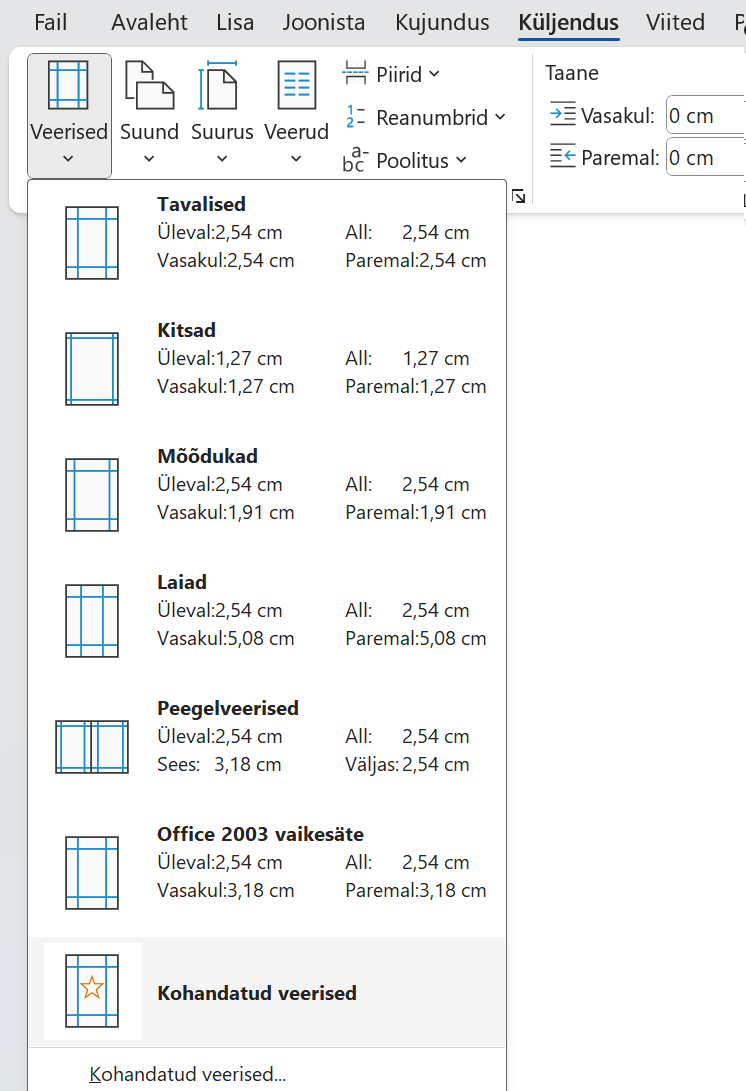 Fail Avaleht Lisa Joonista Kujundus Küljendus Viited
Veerised Suund Suurus Veerud
Piirid
Reanumbrid
Poolitus
Taane
Vasakul: 0 cm
Paremal: 0 cm
Tavalised
Üleval:2,54 cm All: 2,54 cm
Vasakul:2,54 cm Paremal:2,54 cm
Kitsad
Üleval:1,27 cm All: 1,27 cm
Vasakul:1,27 cm Paremal:1,27 cm
Mõõdukad
Üleval:2,54 cm All: 2,54 cm
Vasakul:1,91 cm Paremal:1,91 cm
Laiad
Üleval:2,54 cm All: 2,54 cm
Vasakul:5,08 cm Paremal:5,08 cm
Peegelveerised
Üleval:2,54 cm All: 2,54 cm
Sees: 3,18 cm Väljas: 2,54 cm
Office 2003 vaikesäte
Üleval:2,54 cm All: 2,54 cm
Vasakul:3,18 cm Paremal:3,18 cm
Kohandatud veerised
Kohandatud veerised...